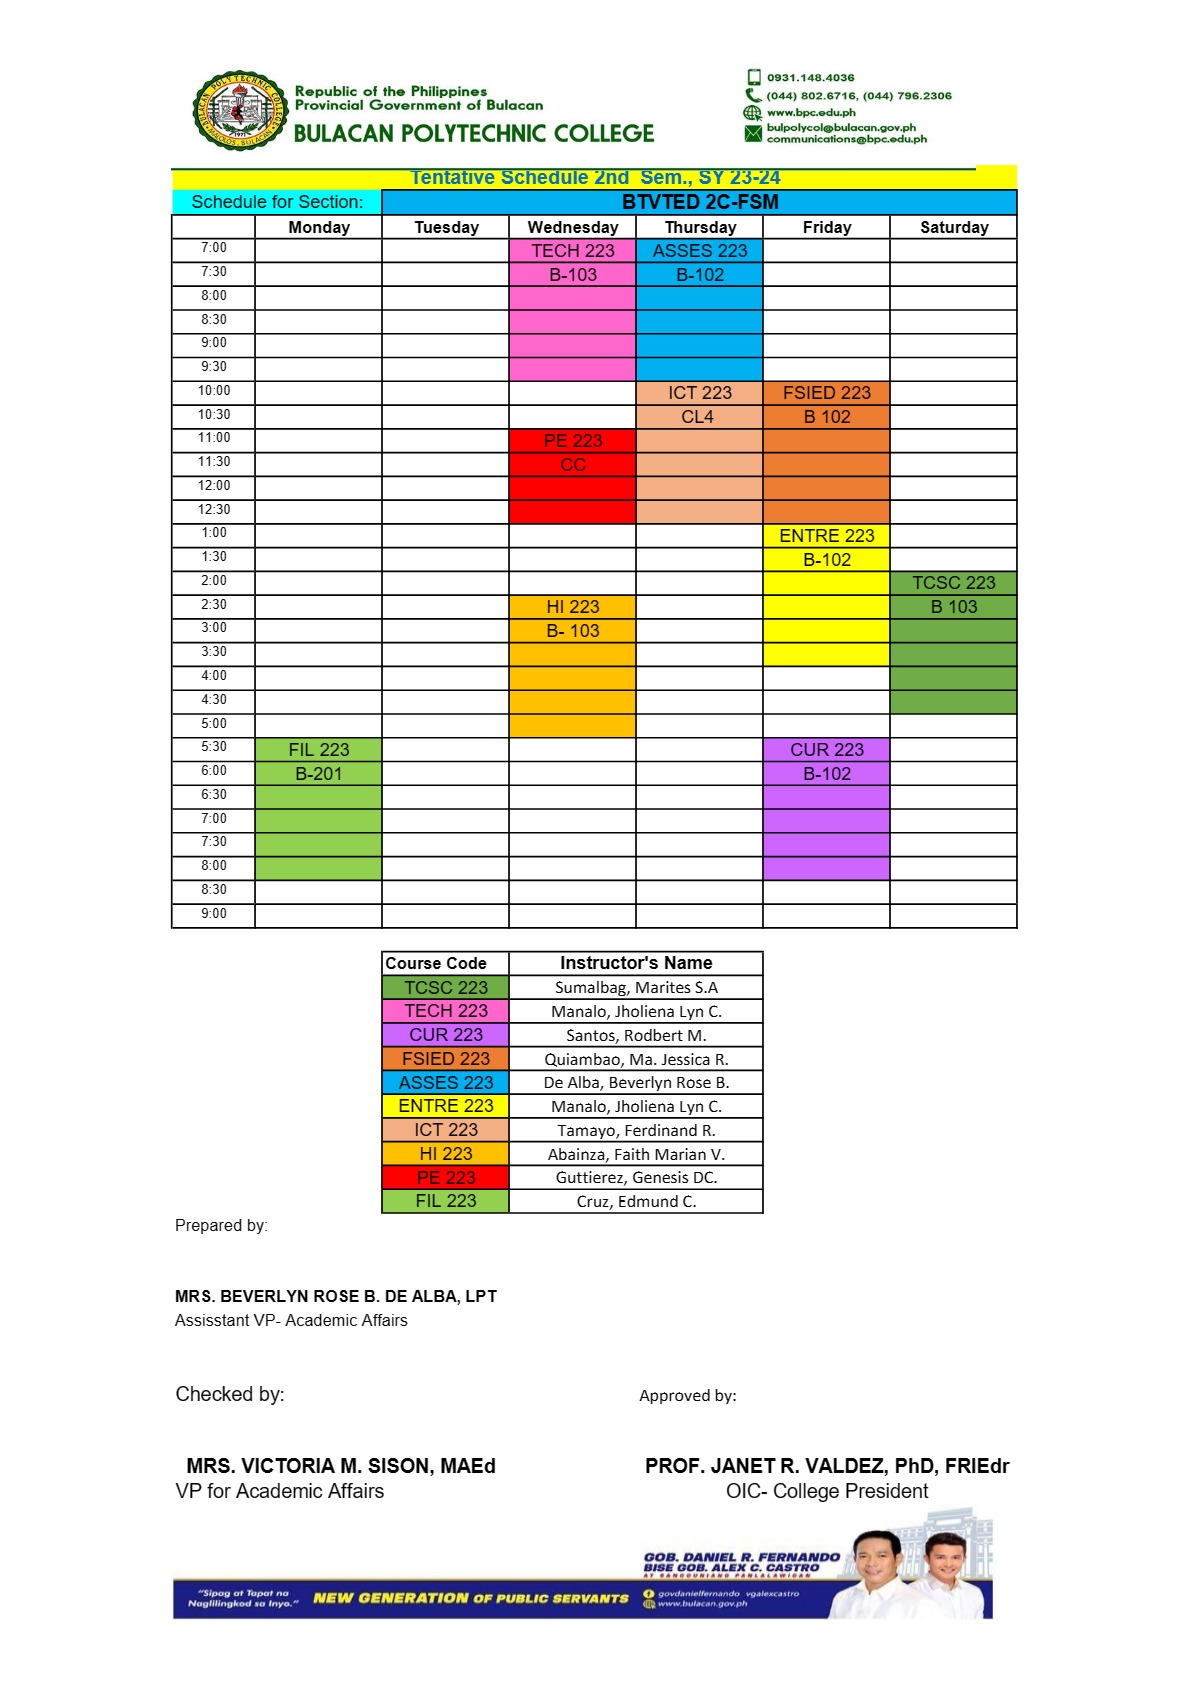 BULACAN POLYTECHNIC COLLEGE
MALOLOS, BULACAN
1971
Republic of the Philippines
Provincial Government of Bulacan
BULACAN POLYTECHNIC COLLEGE
0931.148.4036
(044) 802.6716, (044) 796.2306
www.bpc.edu.ph
bulpolycol@bulacan.gov.ph
communications@bpc.edu.ph
Tentative Schedule 2nd Sem., SY 23-24
Schedule for Section: BTVTED 2C-FSM
Monday Tuesday Wednesday Thursday Friday Saturday
7:00 TECH 223 ASSES 223
7:30 B-103 B-102
8:00
8:30
9:00
9:30
10:00 ICT 223 FSIED 223
10:30 CL4 B 102
11:00 PE 223
11:30 CC
12:00
12:30
1:00 ENTRE 223
1:30 B-102
2:00 TCSC 223
2:30 HI 223 B 103
3:00 B- 103
3:30
4:00
4:30
5:00
5:30 FIL 223 CUR 223
6:00 B-201 B-102
6:30
7:00
7:30
8:00
8:30
9:00
Course Code Instructor's Name
TCSC 223 Sumalbag, Marites S.A
TECH 223 Manalo, Jholiena Lyn C.
CUR 223 Santos, Rodbert M.
FSIED 223 Quiambao, Ma. Jessica R.
ASSES 223 De Alba, Beverlyn Rose B.
ENTRE 223 Manalo, Jholiena Lyn C.
ICT 223 Tamayo, Ferdinand R.
HI 223 Abainza, Faith Marian V.
PE 223 Guttierez, Genesis DC.
FIL 223 Cruz, Edmund C.
Prepared by:
MRS. BEVERLYN ROSE B. DE ALBA, LPT
Assisstant VP- Academic Affairs
Checked by: Approved by:
MRS. VICTORIA M. SISON, MAEd PROF. JANET R. VALDEZ, PhD, FRIEdr
VP for Academic Affairs OIC- College President
GOB. DANIEL R. FERNANDO
BISE GOB. ALEX C. CASTRO
AT SANGGUNIANG PANLALAWIGAN
"Sipag at Tapat na
Naglilingkod sa Inyo."
NEW GENERATION OF PUBLIC SERVANTS
govdanielfernando vgalexcastro
www.bulacan.gov.ph